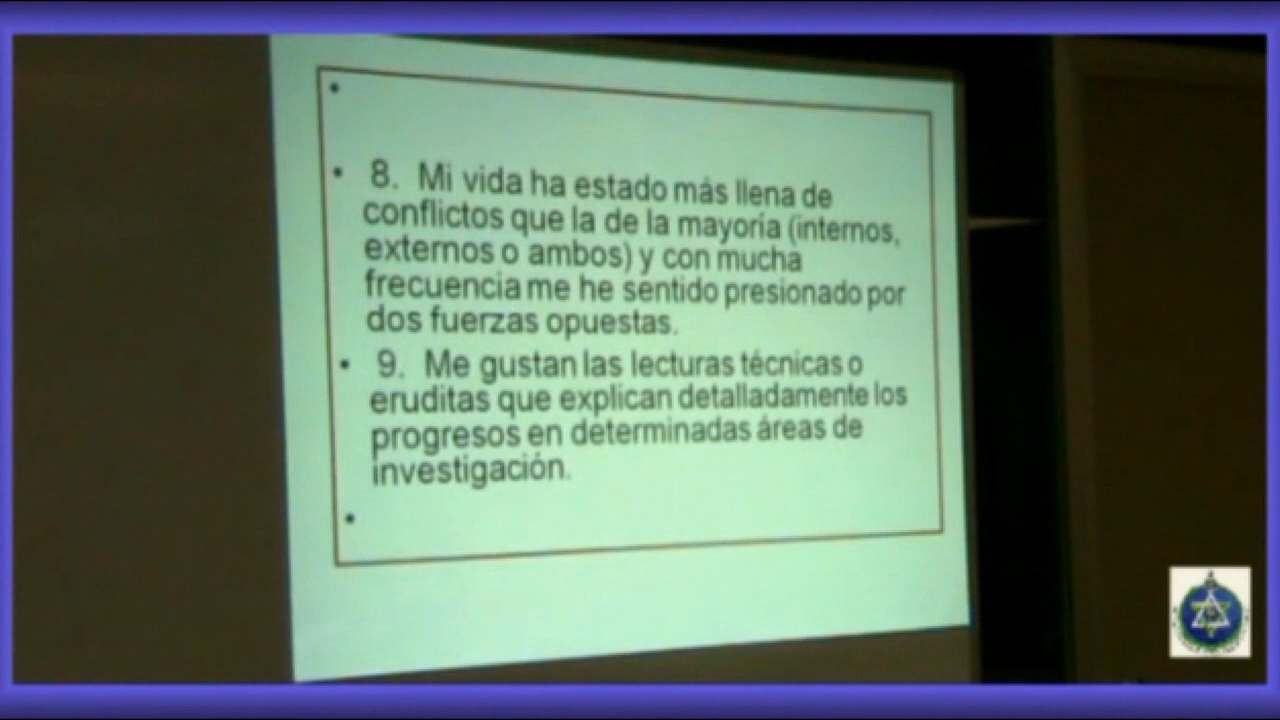 •
• 8. Mi vida ha estado más llena de
conflictos que la de la mayoría (internos,
externos o ambos) y con mucha
frecuencia me he sentido presionado por
dos fuerzas opuestas.
• 9. Me gustan las lecturas técnicas o
eruditas que explican detalladamente los
progresos en determinadas áreas de
investigación.
•